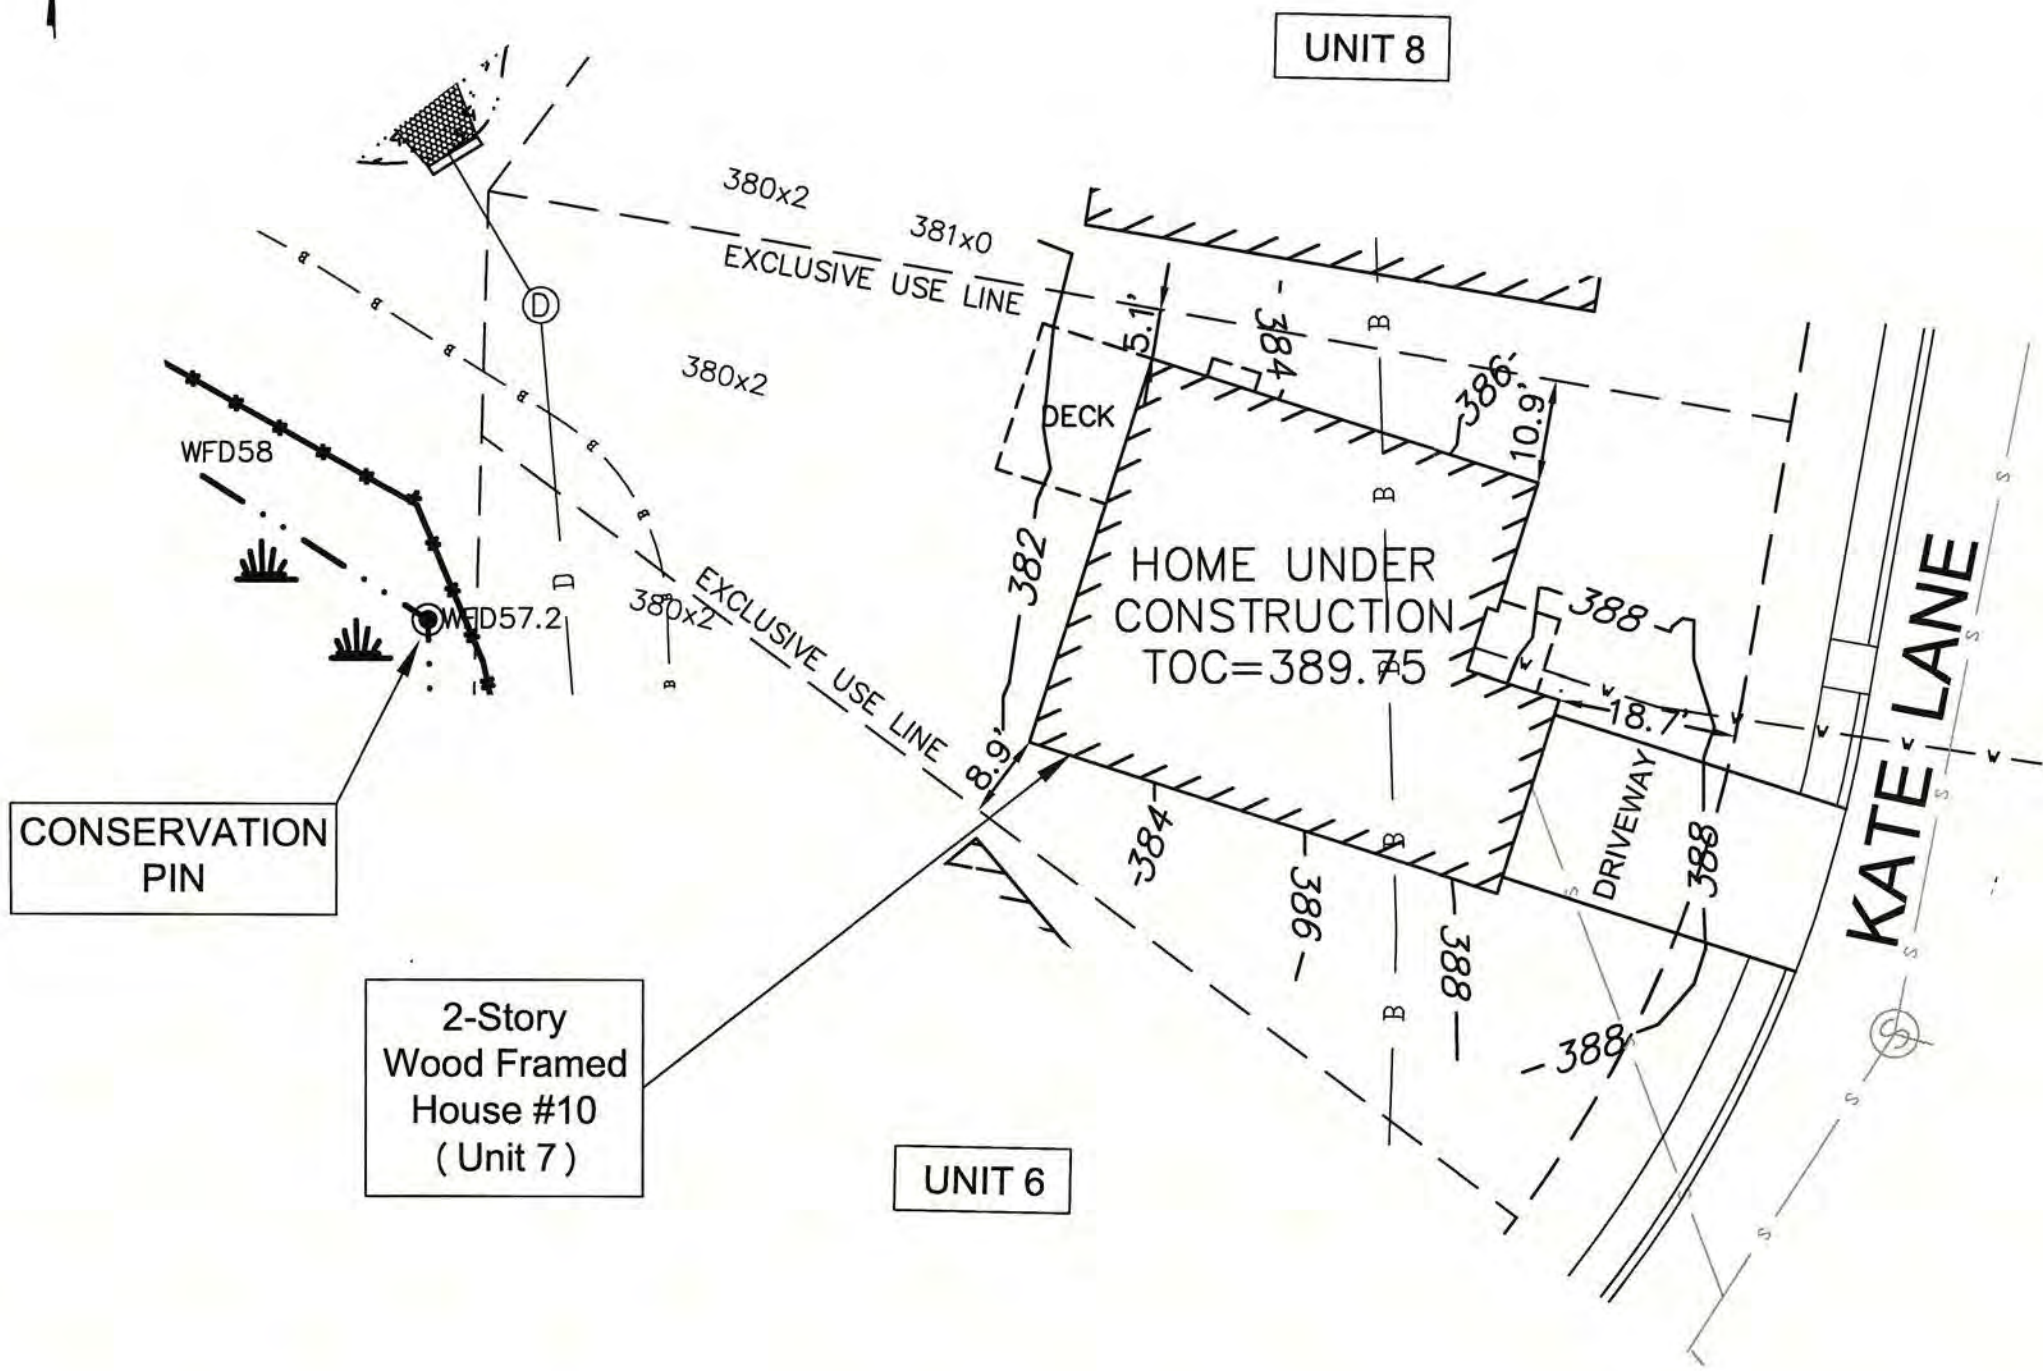 UNIT 8
380x2
381x0
EXCLUSIVE USE LINE
5.1'
384
B
386
10.9'
380x2
DECK
D
WFD58
B
B
B
B
B
B
B
382
HOME UNDER
CONSTRUCTION
TOC=389.75
B
B
388
D
WFD57.2
380x2
B
B
EXCLUSIVE USE LINE
W
W
18.7'
W
W
W
W
KATE LANE
S
S
S
S
S
8.9'
DRIVEWAY
388
CONSERVATION
PIN
384
B
386
388
B
388
S
S
S
S
S
S
S
2-Story
Wood Framed
House #10
( Unit 7 )
UNIT 6